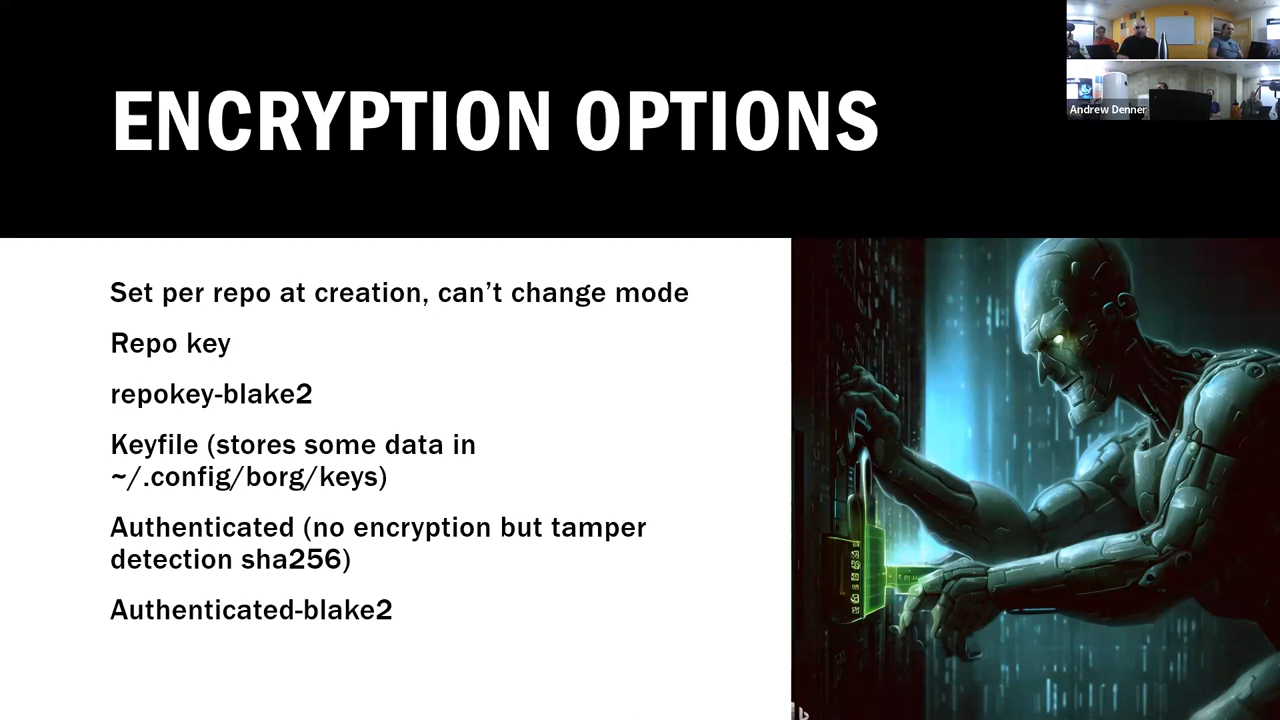 ENCRYPTION OPTIONS
Andrew Denner
Set per repo at creation, can’t change mode
Repo key
repokey-blake2
Keyfile (stores some data in
~/.config/borg/keys)
Authenticated (no encryption but tamper
detection sha256)
Authenticated-blake2